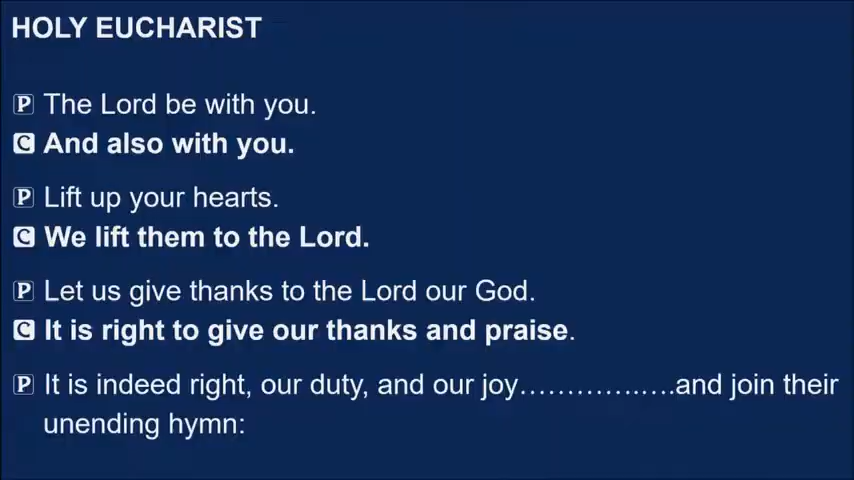 HOLY EUCHARIST
P The Lord be with you.
C And also with you.
P Lift up your hearts.
C We lift them to the Lord.
P Let us give thanks to the Lord our God.
C It is right to give our thanks and praise.
P It is indeed right, our duty, and our joy……………..….and join their
unending hymn: